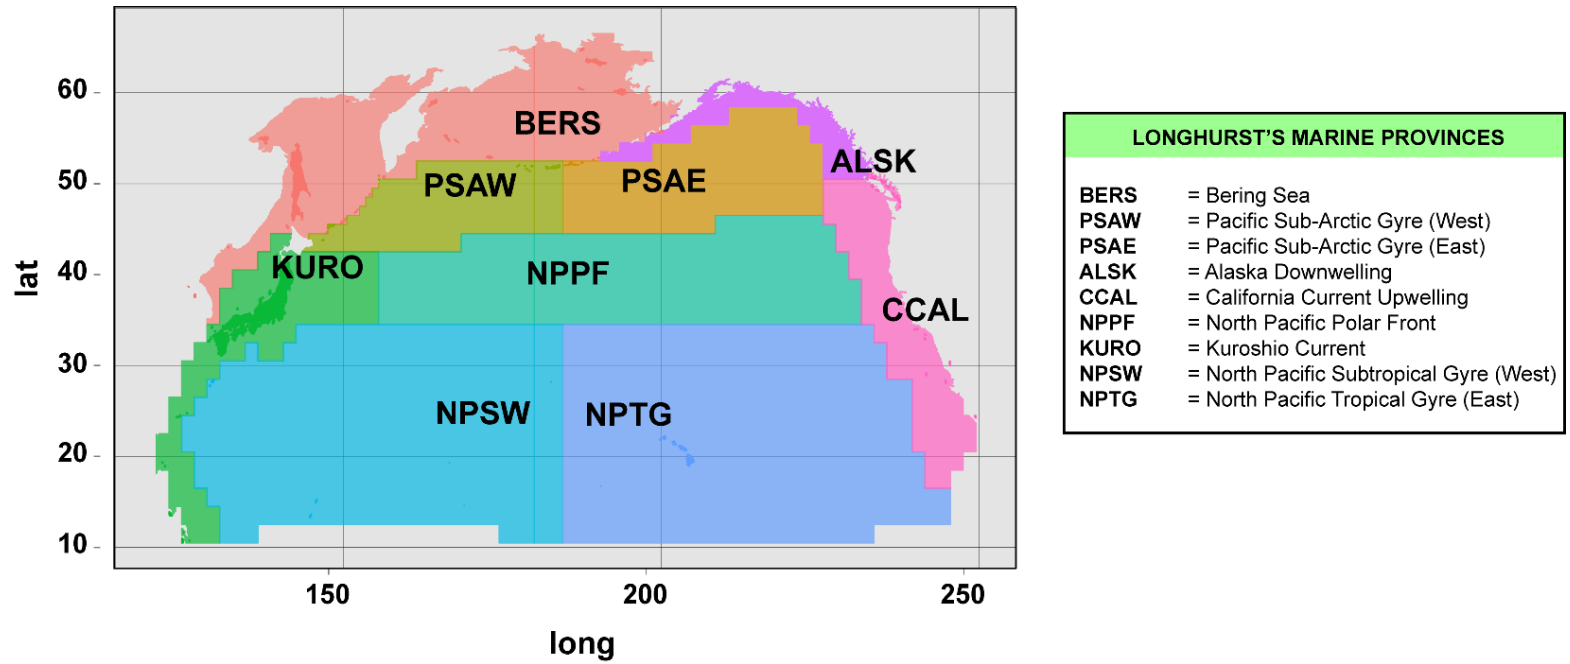 60
50
40
30
20
10
lat
150
200
250
long
BERS
ALSK
PSAW
PSAE
KURO
NPPF
CCAL
NPSW
NPTG
LONGHURST'S MARINE PROVINCES
BERS = Bering Sea
PSAW = Pacific Sub-Arctic Gyre (West)
PSAE = Pacific Sub-Arctic Gyre (East)
ALSK = Alaska Downwelling
CCAL = California Current Upwelling
NPPF = North Pacific Polar Front
KURO = Kuroshio Current
NPSW = North Pacific Subtropical Gyre (West)
NPTG = North Pacific Tropical Gyre (East)